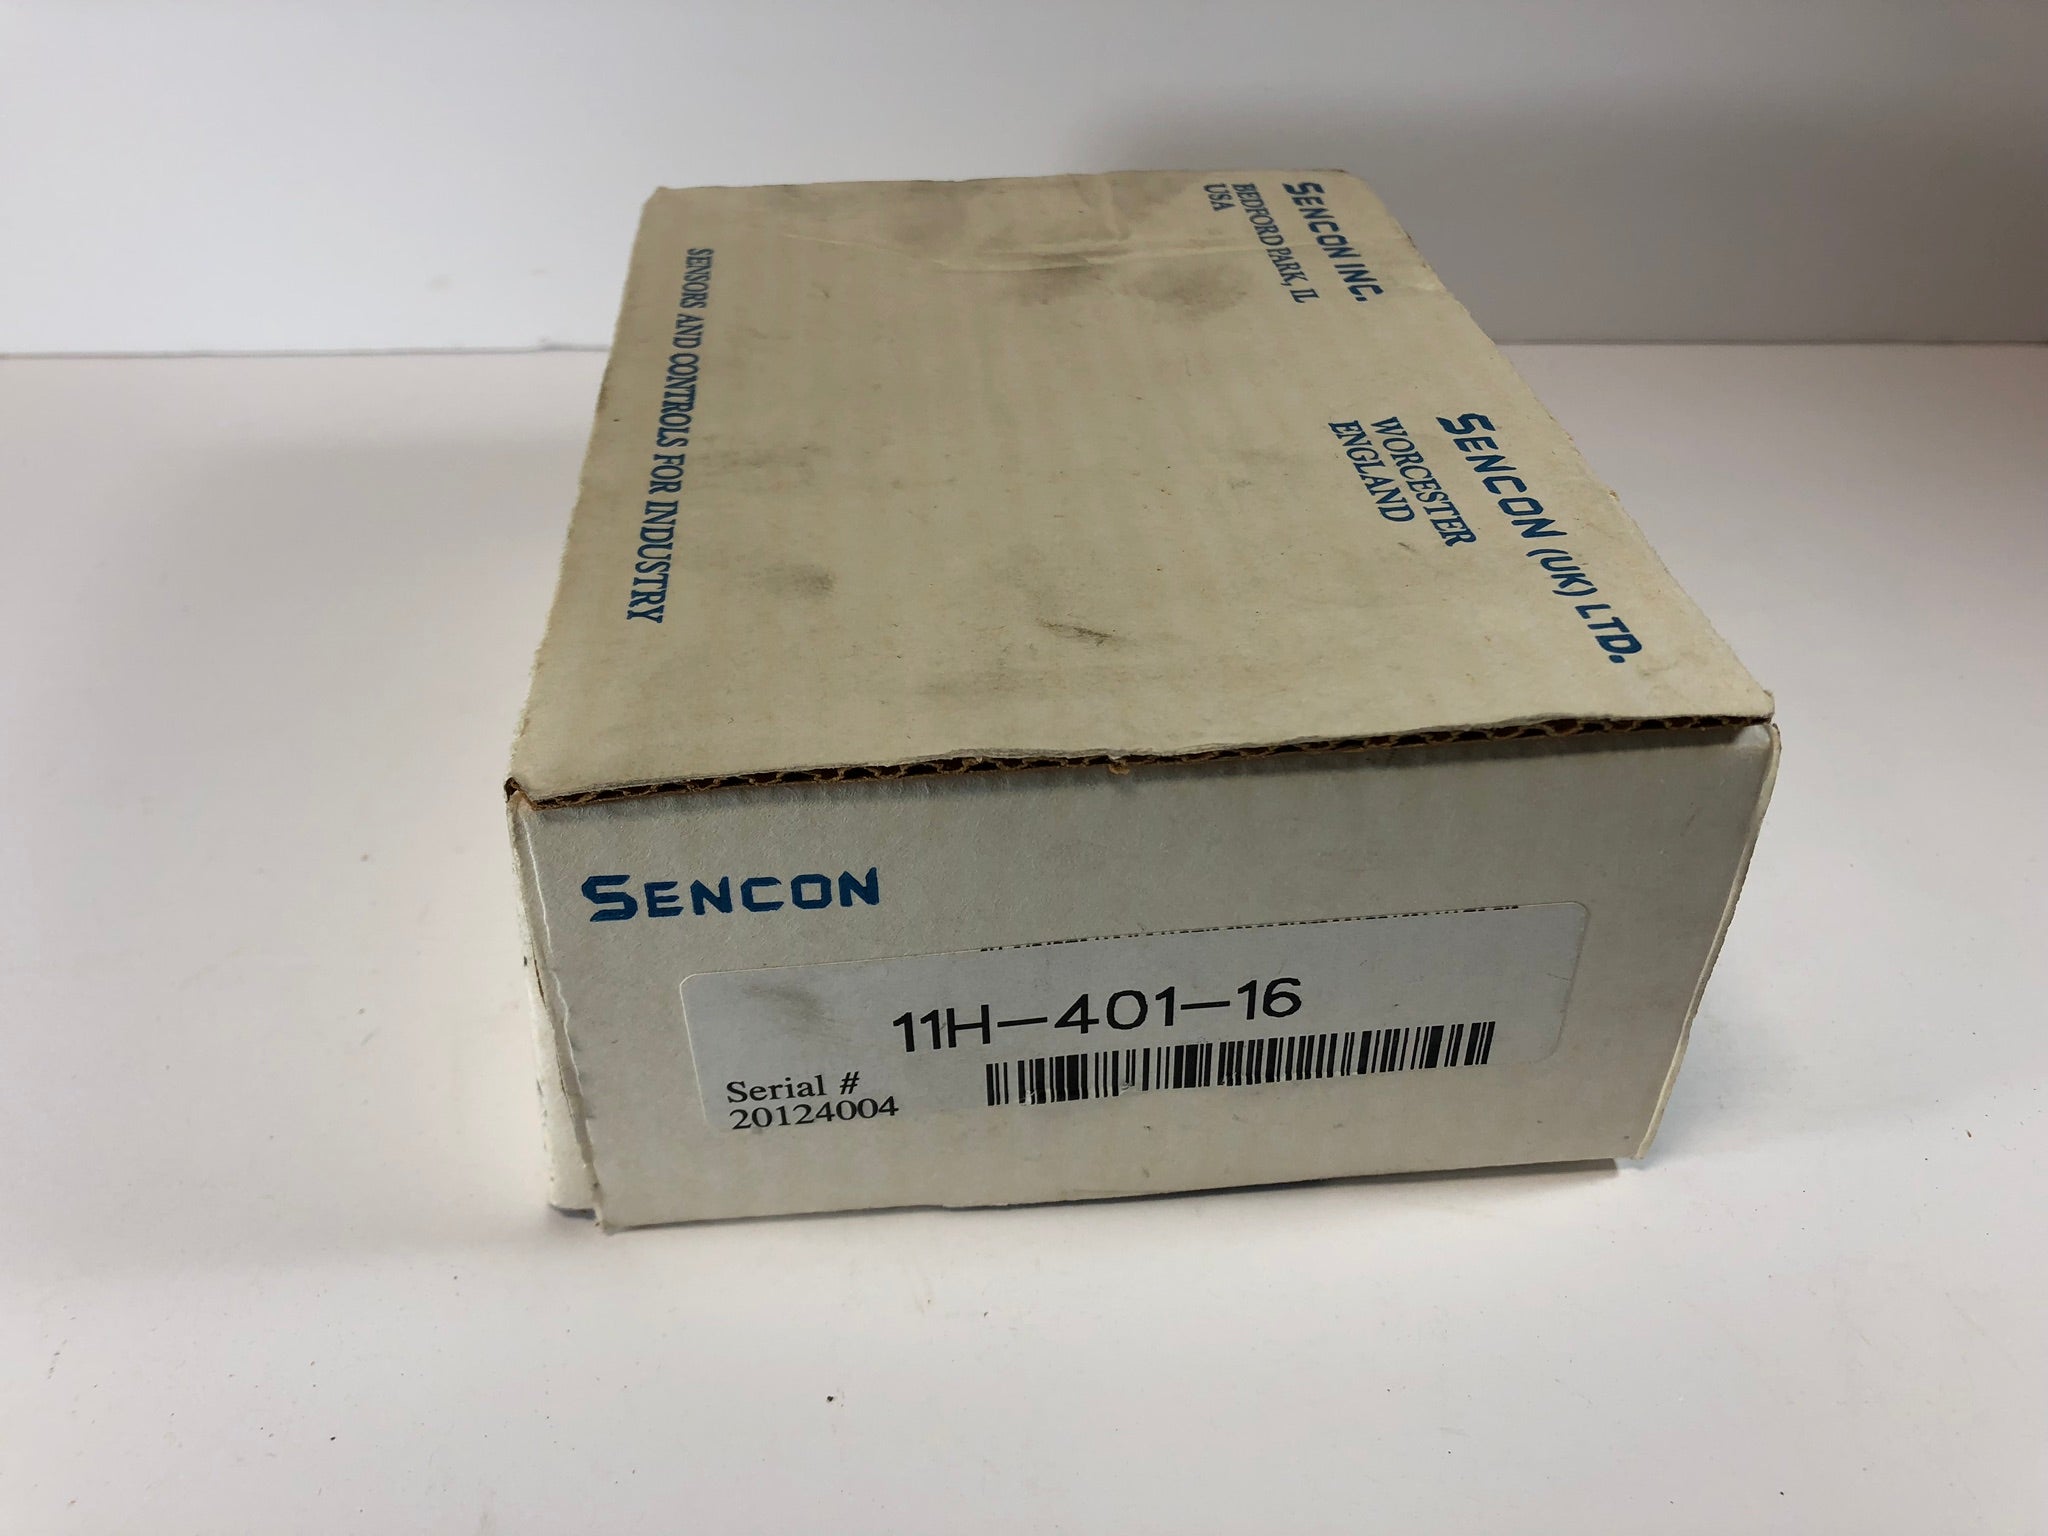 SENCON INC.
BEDFORD PARK, IL
USA
SENCON (UK) LTD.
WORCESTER
ENGLAND
SENSORS AND CONTROLS FOR INDUSTRY
SENCON
11H-401-16
Serial #
20124004